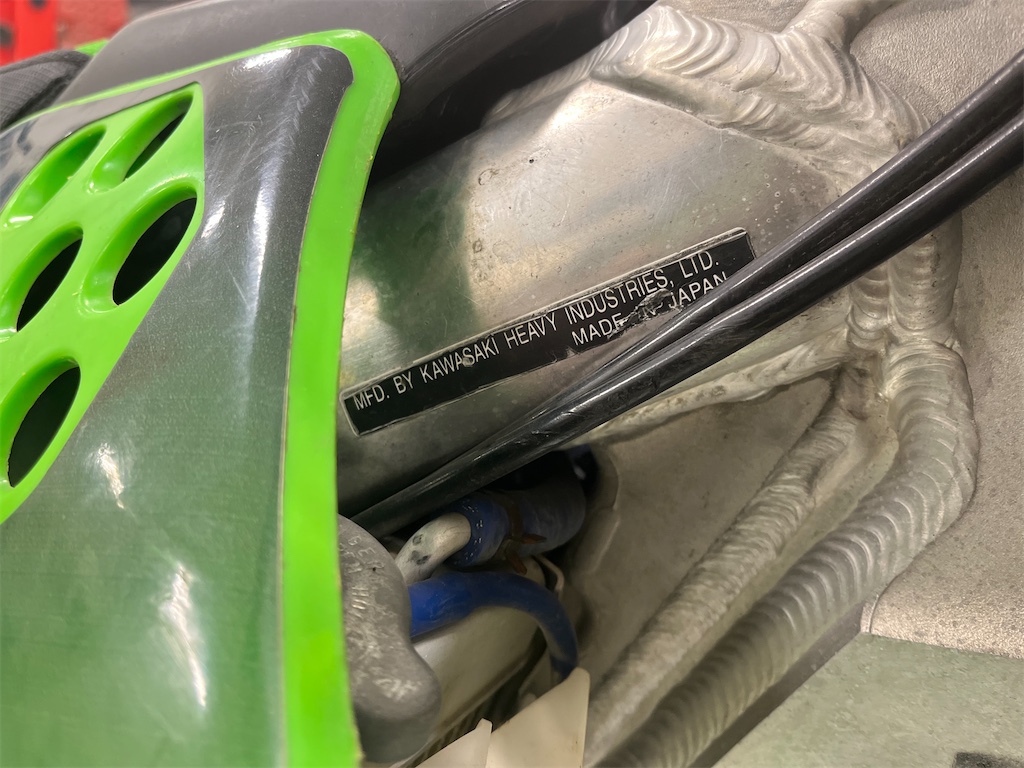 MFD. BY KAWASAKI HEAVY INDUSTRIES, LTD.
MADE JAPAN